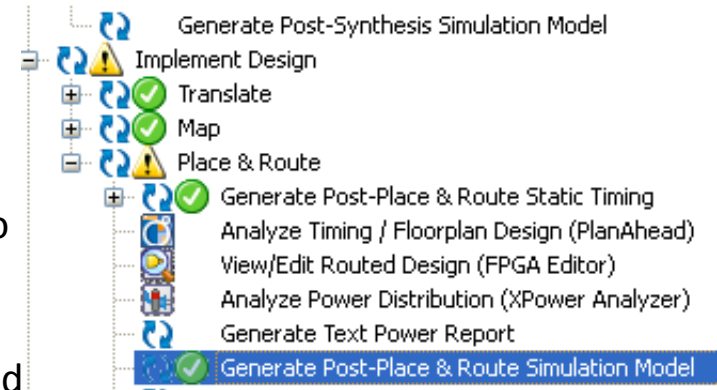 Generate Post-Synthesis Simulation Model
Implement Design
Translate
Map
Place & Route
Generate Post-Place & Route Static Timing
Analyze Timing / Floorplan Design (PlanAhead)
View/Edit Routed Design (FPGA Editor)
Analyze Power Distribution (XPower Analyzer)
Generate Text Power Report
Generate Post-Place & Route Simulation Model